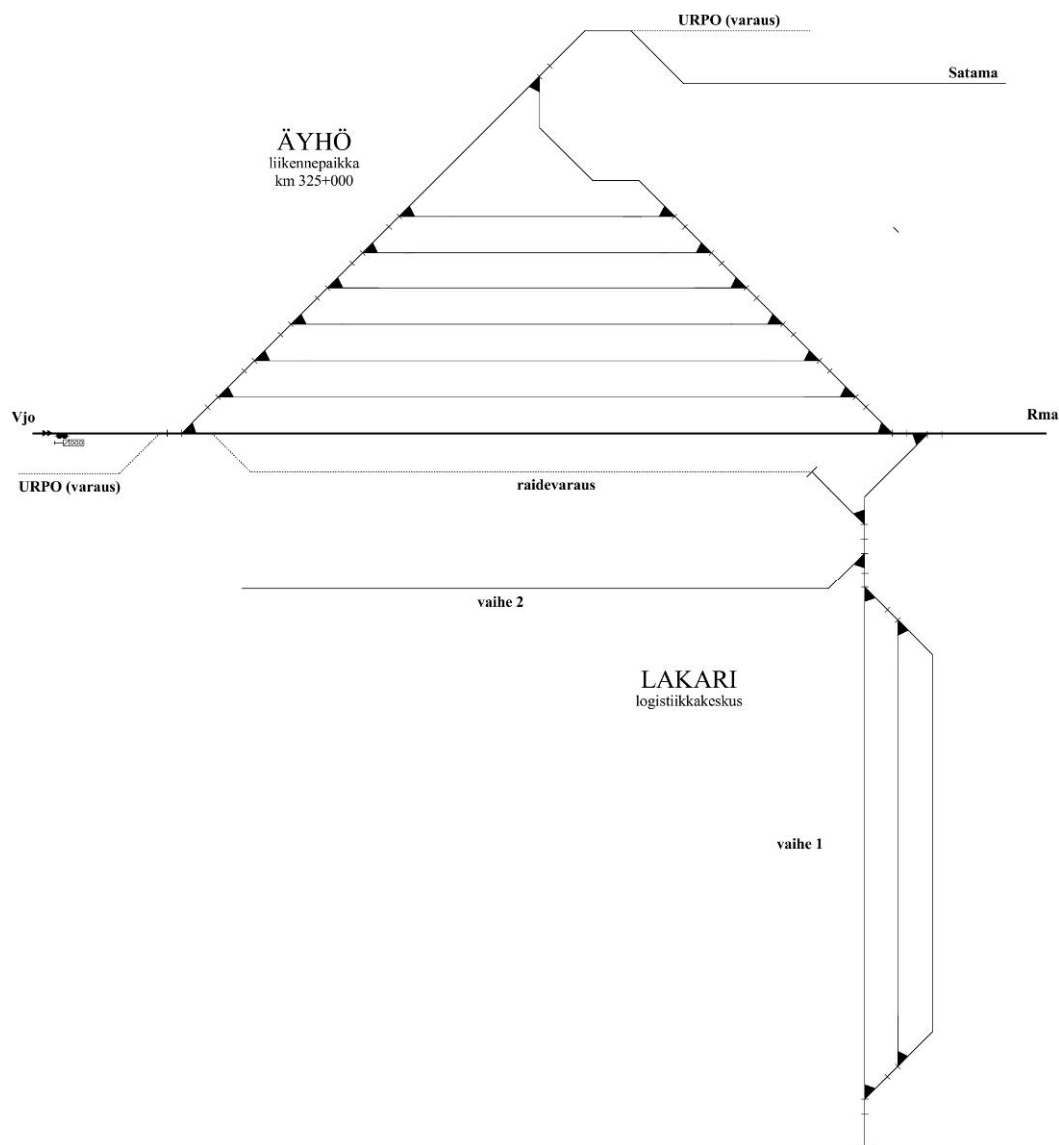 URPO (varaus)
Satama
ÄYHÖ
liikennepaikka
km 325+000
Vjo
Rma
URPO (varaus)
raidevaraus
vaihe 2
LAKARI
logistiikkakeskus
vaihe 1